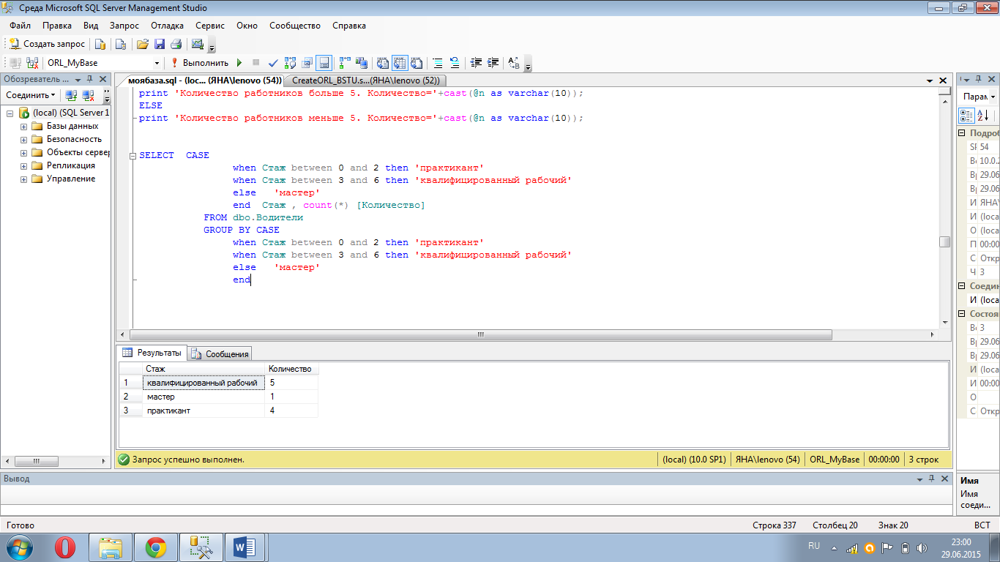 Среда Microsoft SQL Server Management Studio
Файл Правка Вид Запрос Отладка Сервис Окно Сообщество Справка
Создать запрос
ORL_MyBase Выполнить
Обозреватель ...
Соединить
(local) (SQL Server 1
Базы данных
Безопасность
Объекты сервер
Репликация
Управление
моябаза.sql - (loc... (ЯНА\lenovo (54)) CreateORL_BSTU.s...(ЯНА\lenovo (52))
print 'Количество работников больше 5. Количество='+cast(@n as varchar(10));
ELSE
print 'Количество работников меньше 5. Количество='+cast(@n as varchar(10));
SELECT CASE
when Стаж between 0 and 2 then 'практикант'
when Стаж between 3 and 6 then 'квалифицированный рабочий'
else 'мастер'
end Стаж , count(*) [Количество]
FROM dbo.Водители
GROUP BY CASE
when Стаж between 0 and 2 then 'практикант'
when Стаж between 3 and 6 then 'квалифицированный рабочий'
else 'мастер'
end
Результаты Сообщения
Стаж Количество
1 квалифицированный рабочий 5
2 мастер 1
3 практикант 4
Запрос успешно выполнен. (local) (10.0 SP1) ЯНА\lenovo (54) ORL_MyBase 00:00:00 3 строк
Парам
Подроб
SF 54
Ве 10.0.
Вр 29.06
Вр 29.06
И ЯНА\
И (loca
О (loca
П 00:00
С Откр
Ч 3
Соедин
И (loca
Состоя
Вс 3
Вр 29.06
Вр 29.06
И (loca
И 00:00
О
С Откр
Имя
Имя
соеди...
Вывод
Готово Строка 337 Столбец 20 Знак 20 ВСТ
RU 23:00
29.06.2015